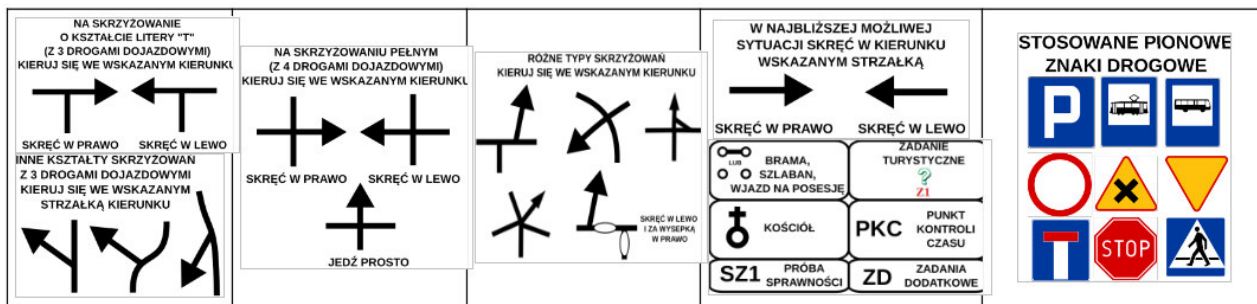 NA SKRZYŻOWANIE
O KSZTAŁCIE LITERY "T"
(Z 3 DROGAMI DOJAZDOWYMI)
KIERUJ SIĘ WE WSKAZANYM KIERUNKU
SKRĘĆ W PRAWO
SKRĘĆ W LEWO
INNE KSZTAŁTY SKRZYŻOWAN
Z 3 DROGAMI DOJAZDOWYMI
KIERUJ SIĘ WE WSKAZANYM
STRZAŁKĄ KIERUNKU
NA SKRZYŻOWANIU PEŁNYM
(Z 4 DROGAMI DOJAZDOWYMI)
KIERUJ SIĘ WE WSKAZANYM KIERUNKU
SKRĘĆ W PRAWO
SKRĘĆ W LEWO
JEDŹ PROSTO
RÓŻNE TYPY SKRZYŻOWAŃ
KIERUJ SIĘ WE WSKAZANYM KIERUNKU
SKRĘĆ W LEWO
I ZA WYSEPKĄ
W PRAWO
W NAJBLIŻSZEJ MOŻLIWEJ
SYTUACJI SKRĘĆ W KIERUNKU
WSKAZANYM STRZAŁKĄ
SKRĘĆ W PRAWO
SKRĘĆ W LEWO
LUB
BRAMA,
SZLABAN,
WJAZD NA POSESJĘ
ZADANIE
TURYSTYCZNE
?
Z1
KOŚCIÓŁ
PKC
PUNKT
KONTROLI
CZASU
SZ1
PRÓBA
SPRAWNOŚCI
ZD
ZADANIA
DODATKOWE
STOSOWANE PIONOWE
ZNAKI DROGOWE
P
STOP